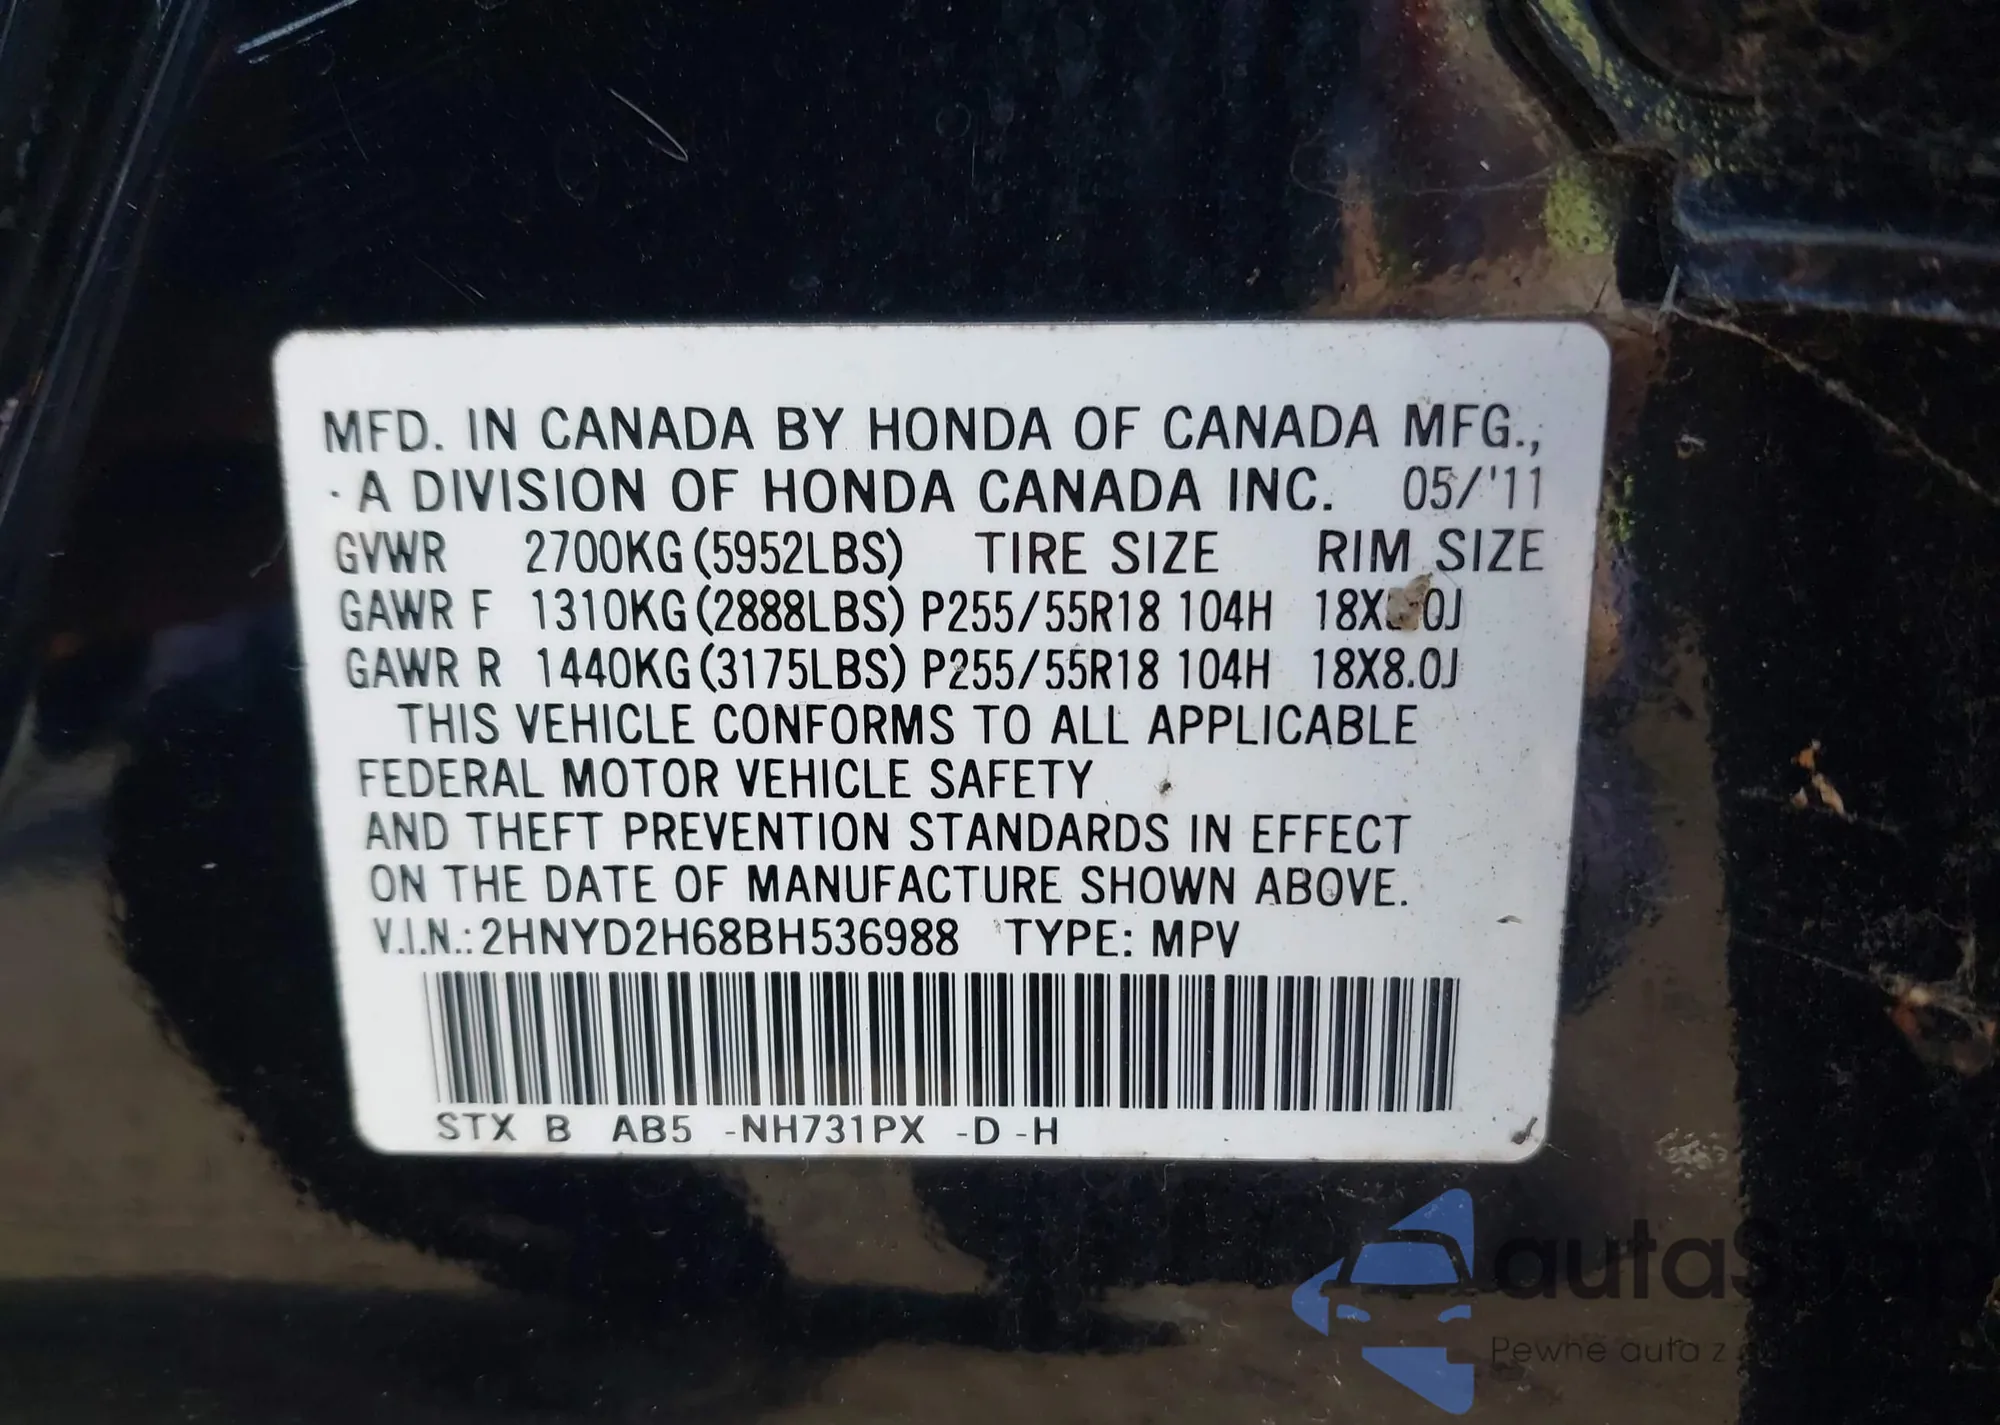 MFD. IN CANADA BY HONDA OF CANADA MFG.,
A DIVISION OF HONDA CANADA INC. 05/'11
GVWR 2700KG (5952LBS) TIRE SIZE RIM SIZE
GAWR F 1310KG (2888LBS) P255/55R18 104H
GAWR R 1440KG (3175LBS) P255/55R18 104H 18X8.0J
THIS VEHICLE CONFORMS TO ALL APPLICABLE
FEDERAL MOTOR VEHICLE SAFETY
AND THEFT PREVENTION STANDARDS IN EFFECT
ON THE DATE OF MANUFACTURE SHOWN ABOVE.
V.I.N.: 2HNYD2H68BH536988 TYPE: MPV
STX B AB5 -NH731PX -D -H
Pewne auta z